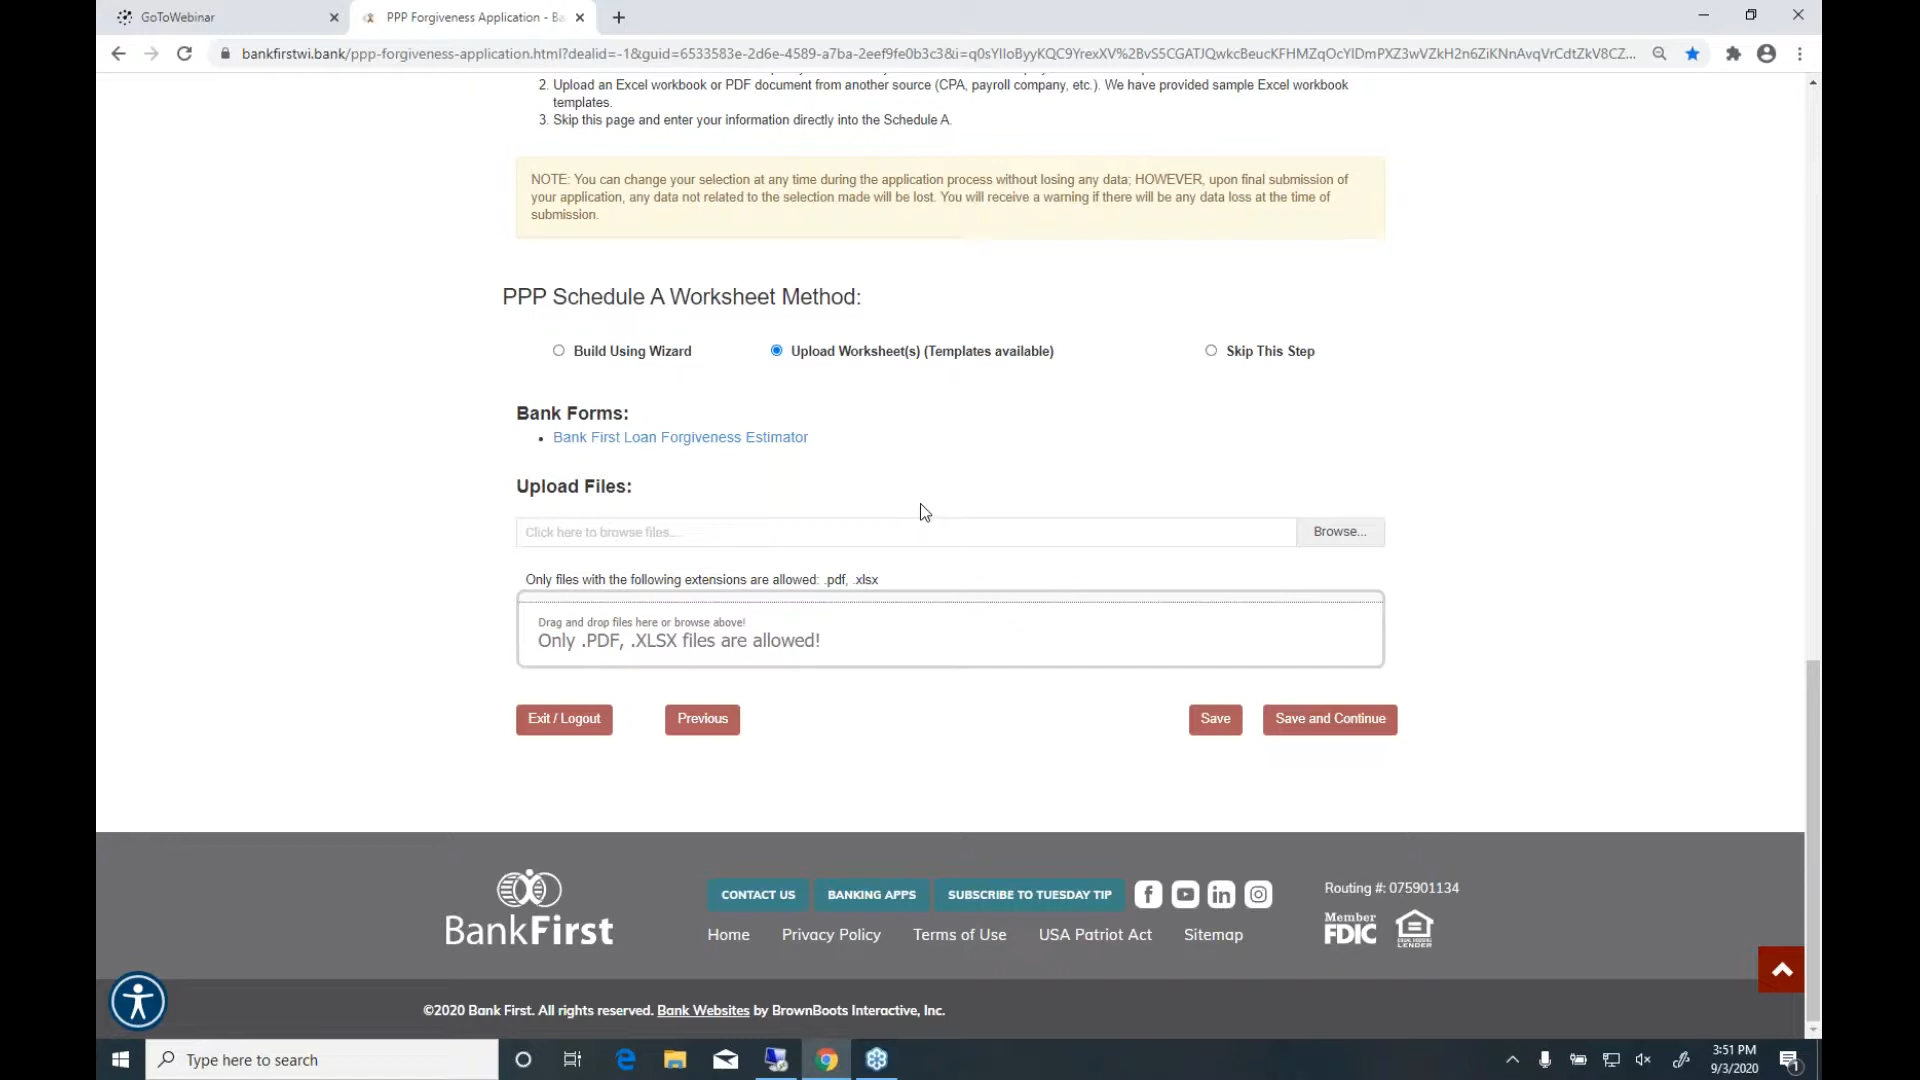 GoToWebinar
PPP Forgiveness Application - Ba
bankfirstwi.bank/ppp-forgiveness-application.html?dealid=-1&guid=6533583e-2d6e-4589-a7ba-2eef9fe0b3c3&i=q0sYIIoByyKQC9YrexXV%2BvS5CGATJQwkcBeucKFHMZqOcYlDmPXZ3wVZkH2n6ZiKNnAvqVrCdtZkV8CZ...
2. Upload an Excel workbook or PDF document from another source (CPA, payroll company, etc.). We have provided sample Excel workbook
templates.
3. Skip this page and enter your information directly into the Schedule A.
NOTE: You can change your selection at any time during the application process without losing any data; HOWEVER, upon final submission of
your application, any data not related to the selection made will be lost. You will receive a warning if there will be any data loss at the time of
submission.
PPP Schedule A Worksheet Method:
Build Using Wizard
Upload Worksheet(s) (Templates available)
Skip This Step
Bank Forms:
• Bank First Loan Forgiveness Estimator
Upload Files:
Click here to browse files...
Browse...
Only files with the following extensions are allowed: .pdf, .xlsx
Drag and drop files here or browse above!
Only .PDF, .XLSX files are allowed!
Exit / Logout
Previous
Save
Save and Continue
BankFirst
CONTACT US
BANKING APPS
SUBSCRIBE TO TUESDAY TIP
Home
Privacy Policy
Terms of Use
USA Patriot Act
Sitemap
Routing #: 075901134
Member
FDIC
EQUAL HOUSING
LENDER
©2020 Bank First. All rights reserved. Bank Websites by BrownBoots Interactive, Inc.
Type here to search
3:51 PM
9/3/2020
1